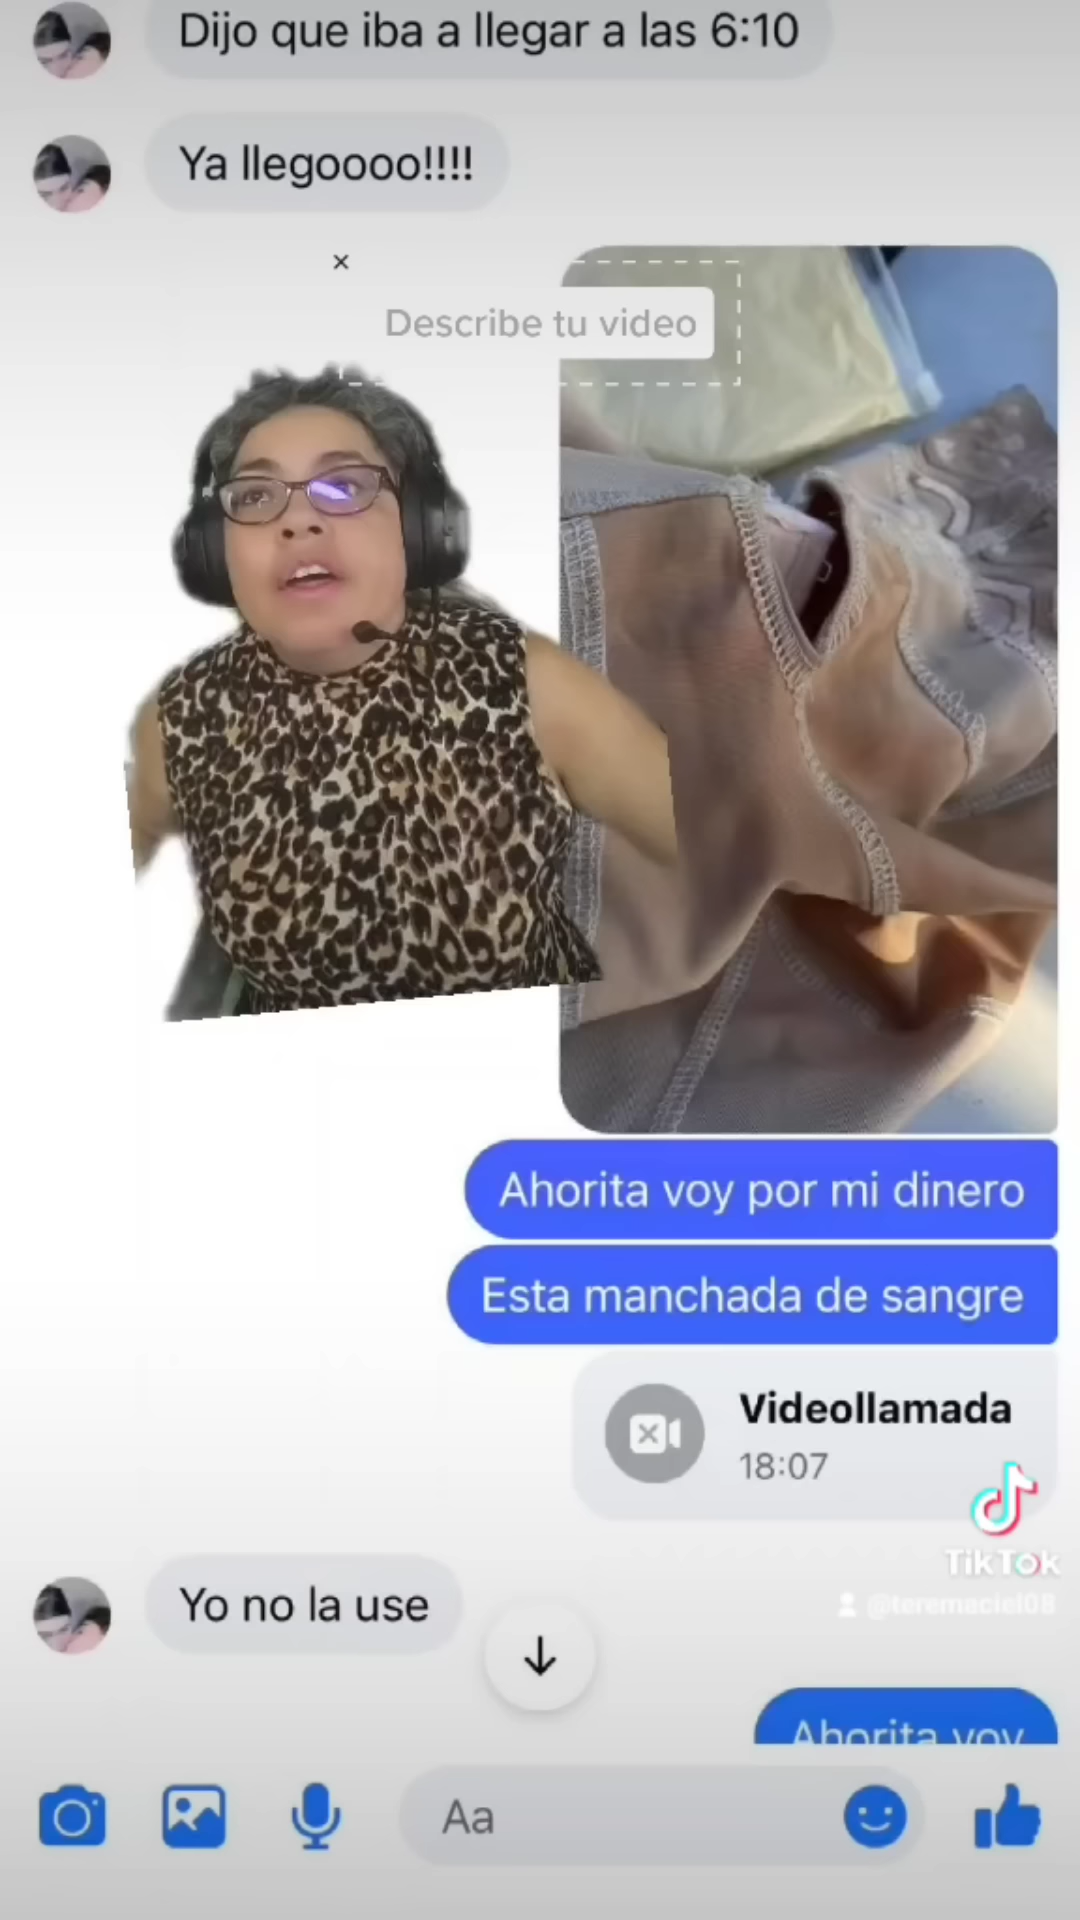 Dijo que iba a llegar a las 6:10
Ya llegoooo!!!!
×
Describe tu video
Ahorita voy por mi dinero
Esta manchada de sangre
Videollamada
18:07
TikTok
@teremaciel08
Yo no la use
Ahorita voy
Aa